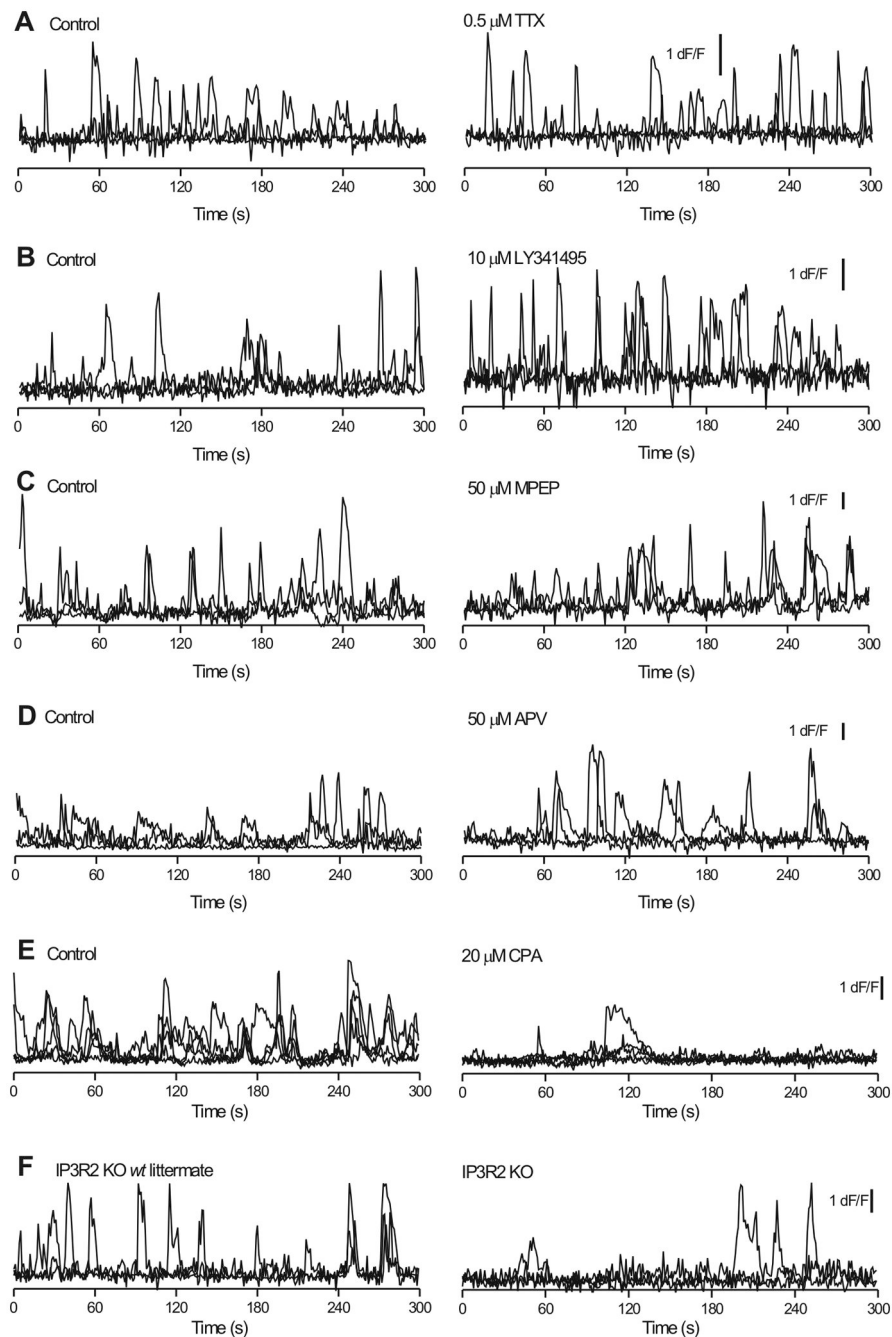 A Control 0.5 μM TTX
1 dF/F
0 60 120 180 240 300 0 60 120 180 240 300
Time (s) Time (s)
B Control 10 μM LY341495
1 dF/F
0 60 120 180 240 300 0 60 120 180 240 300
Time (s) Time (s)
C Control 50 μM MPEP
1 dF/F
0 60 120 180 240 300 0 60 120 180 240 300
Time (s) Time (s)
D Control 50 μM APV
1 dF/F
0 60 120 180 240 300 0 60 120 180 240 300
Time (s) Time (s)
E Control 20 μM CPA
1 dF/F
0 60 120 180 240 300 0 60 120 180 240 300
Time (s) Time (s)
F IP3R2 KO wt littermate IP3R2 KO
1 dF/F
0 60 120 180 240 300 0 60 120 180 240 300
Time (s) Time (s)